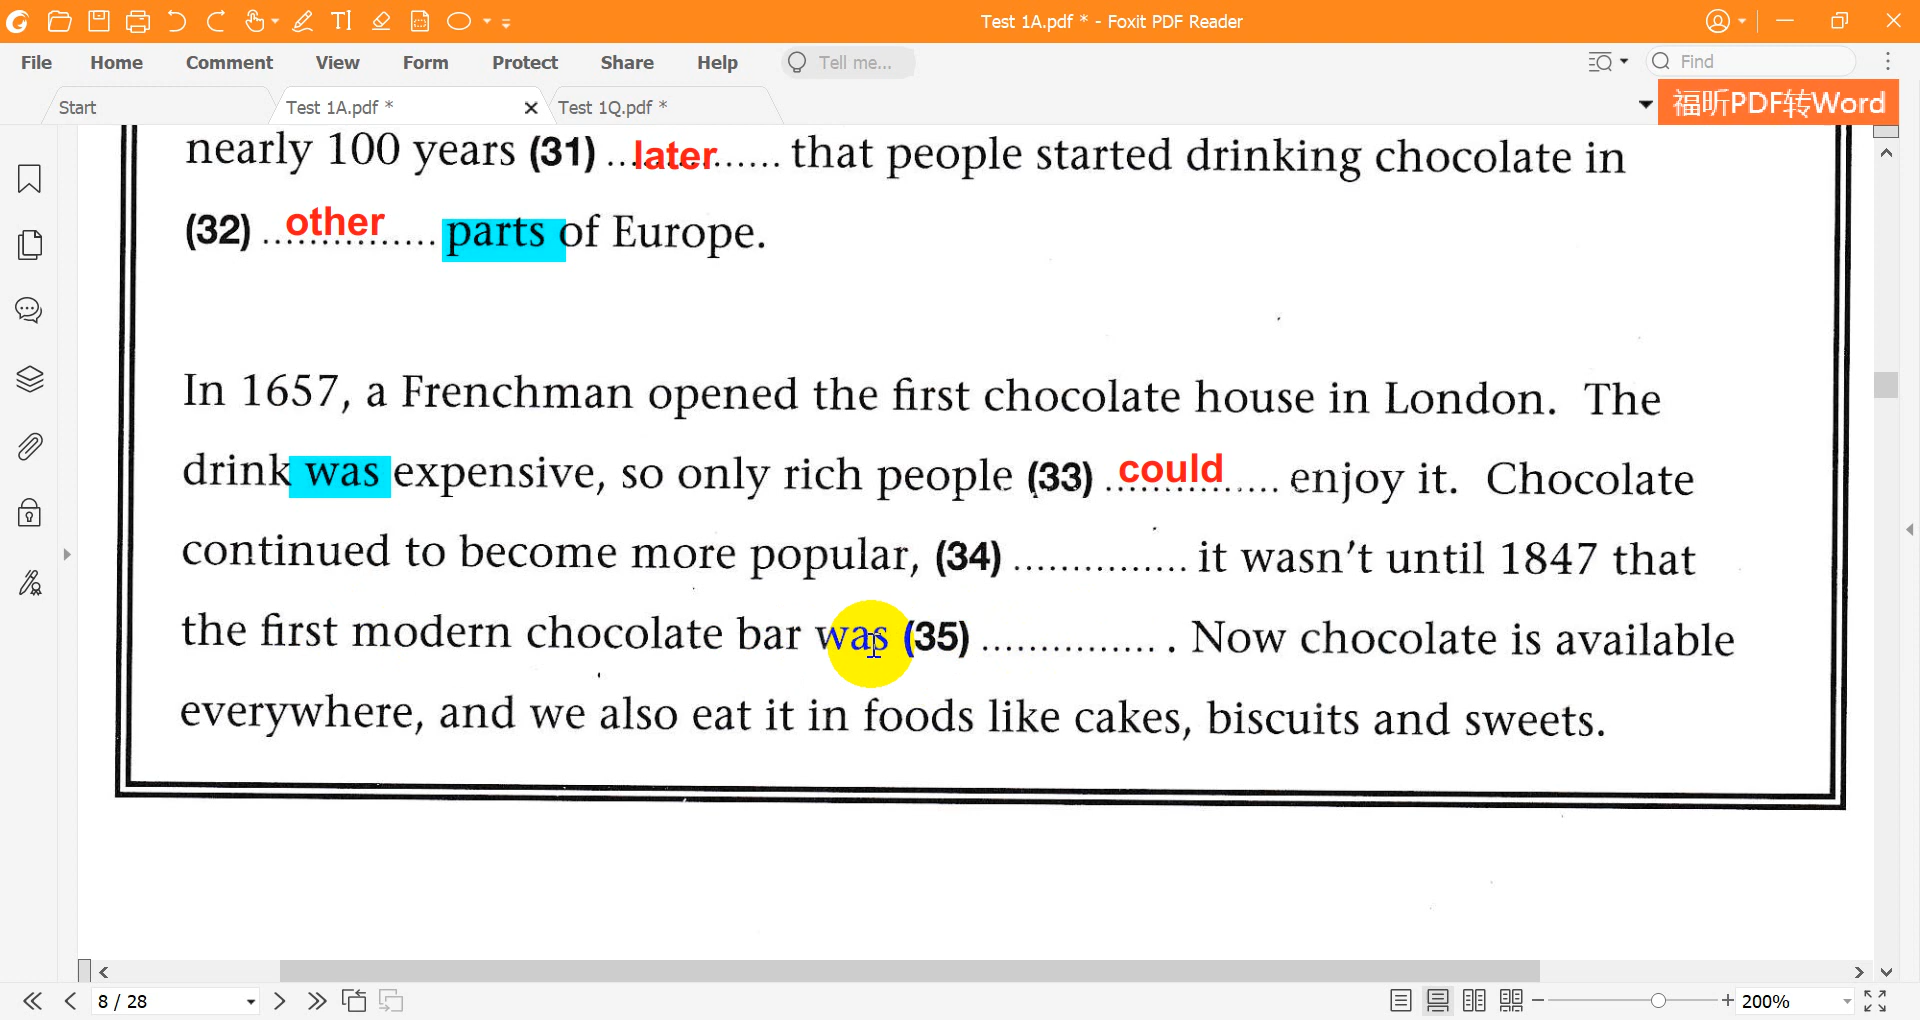 Test 1A.pdf * - Foxit PDF Reader
File Home Comment View Form Protect Share Help Tell me... Find
Start Test 1A.pdf * Test 1Q.pdf * 福昕PDF转Word
nearly 100 years (31) ..later.. that people started drinking chocolate in
(32) ..other.. parts of Europe.
In 1657, a Frenchman opened the first chocolate house in London. The
drink was expensive, so only rich people (33) ..could.. enjoy it. Chocolate
continued to become more popular, (34) ............... it wasn't until 1847 that
the first modern chocolate bar was (35) ............... . Now chocolate is available
everywhere, and we also eat it in foods like cakes, biscuits and sweets.
8 / 28 200%